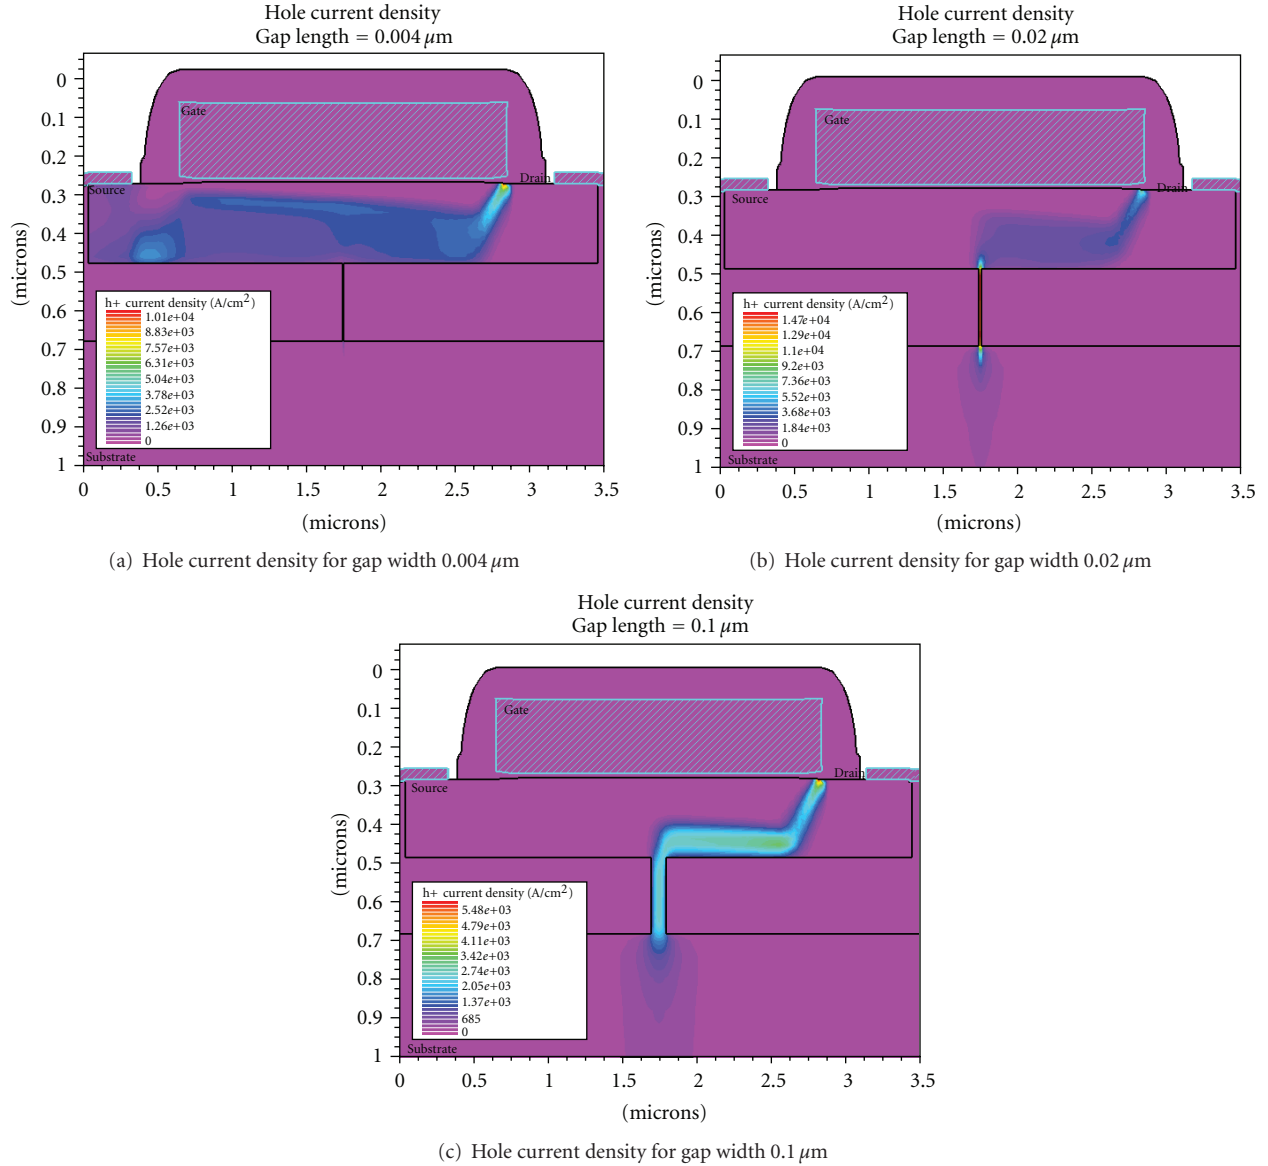 Hole current density
Gap length = 0.004 μm
0
0.1
0.2
0.3
0.4
0.5
0.6
0.7
0.8
0.9
1
(microns)
Gate
Source
Drain
h+ current density (A/cm²)
1.01e+04
8.83e+03
7.57e+03
6.31e+03
5.04e+03
3.78e+03
2.52e+03
1.26e+03
0
Substrate
0 0.5 1 1.5 2 2.5 3 3.5
(microns)
(a) Hole current density for gap width 0.004 μm
Hole current density
Gap length = 0.02 μm
0
0.1
0.2
0.3
0.4
0.5
0.6
0.7
0.8
0.9
1
(microns)
Gate
Source
Drain
h+ current density (A/cm²)
1.47e+04
1.29e+04
1.1e+04
9.2e+03
7.36e+03
5.52e+03
3.68e+03
1.84e+03
0
Substrate
0 0.5 1 1.5 2 2.5 3 3.5
(microns)
(b) Hole current density for gap width 0.02 μm
Hole current density
Gap length = 0.1 μm
0
0.1
0.2
0.3
0.4
0.5
0.6
0.7
0.8
0.9
1
(microns)
Gate
Source
Drain
h+ current density (A/cm²)
5.48e+03
4.79e+03
4.11e+03
3.42e+03
2.74e+03
2.05e+03
1.37e+03
685
0
Substrate
0 0.5 1 1.5 2 2.5 3 3.5
(microns)
(c) Hole current density for gap width 0.1 μm